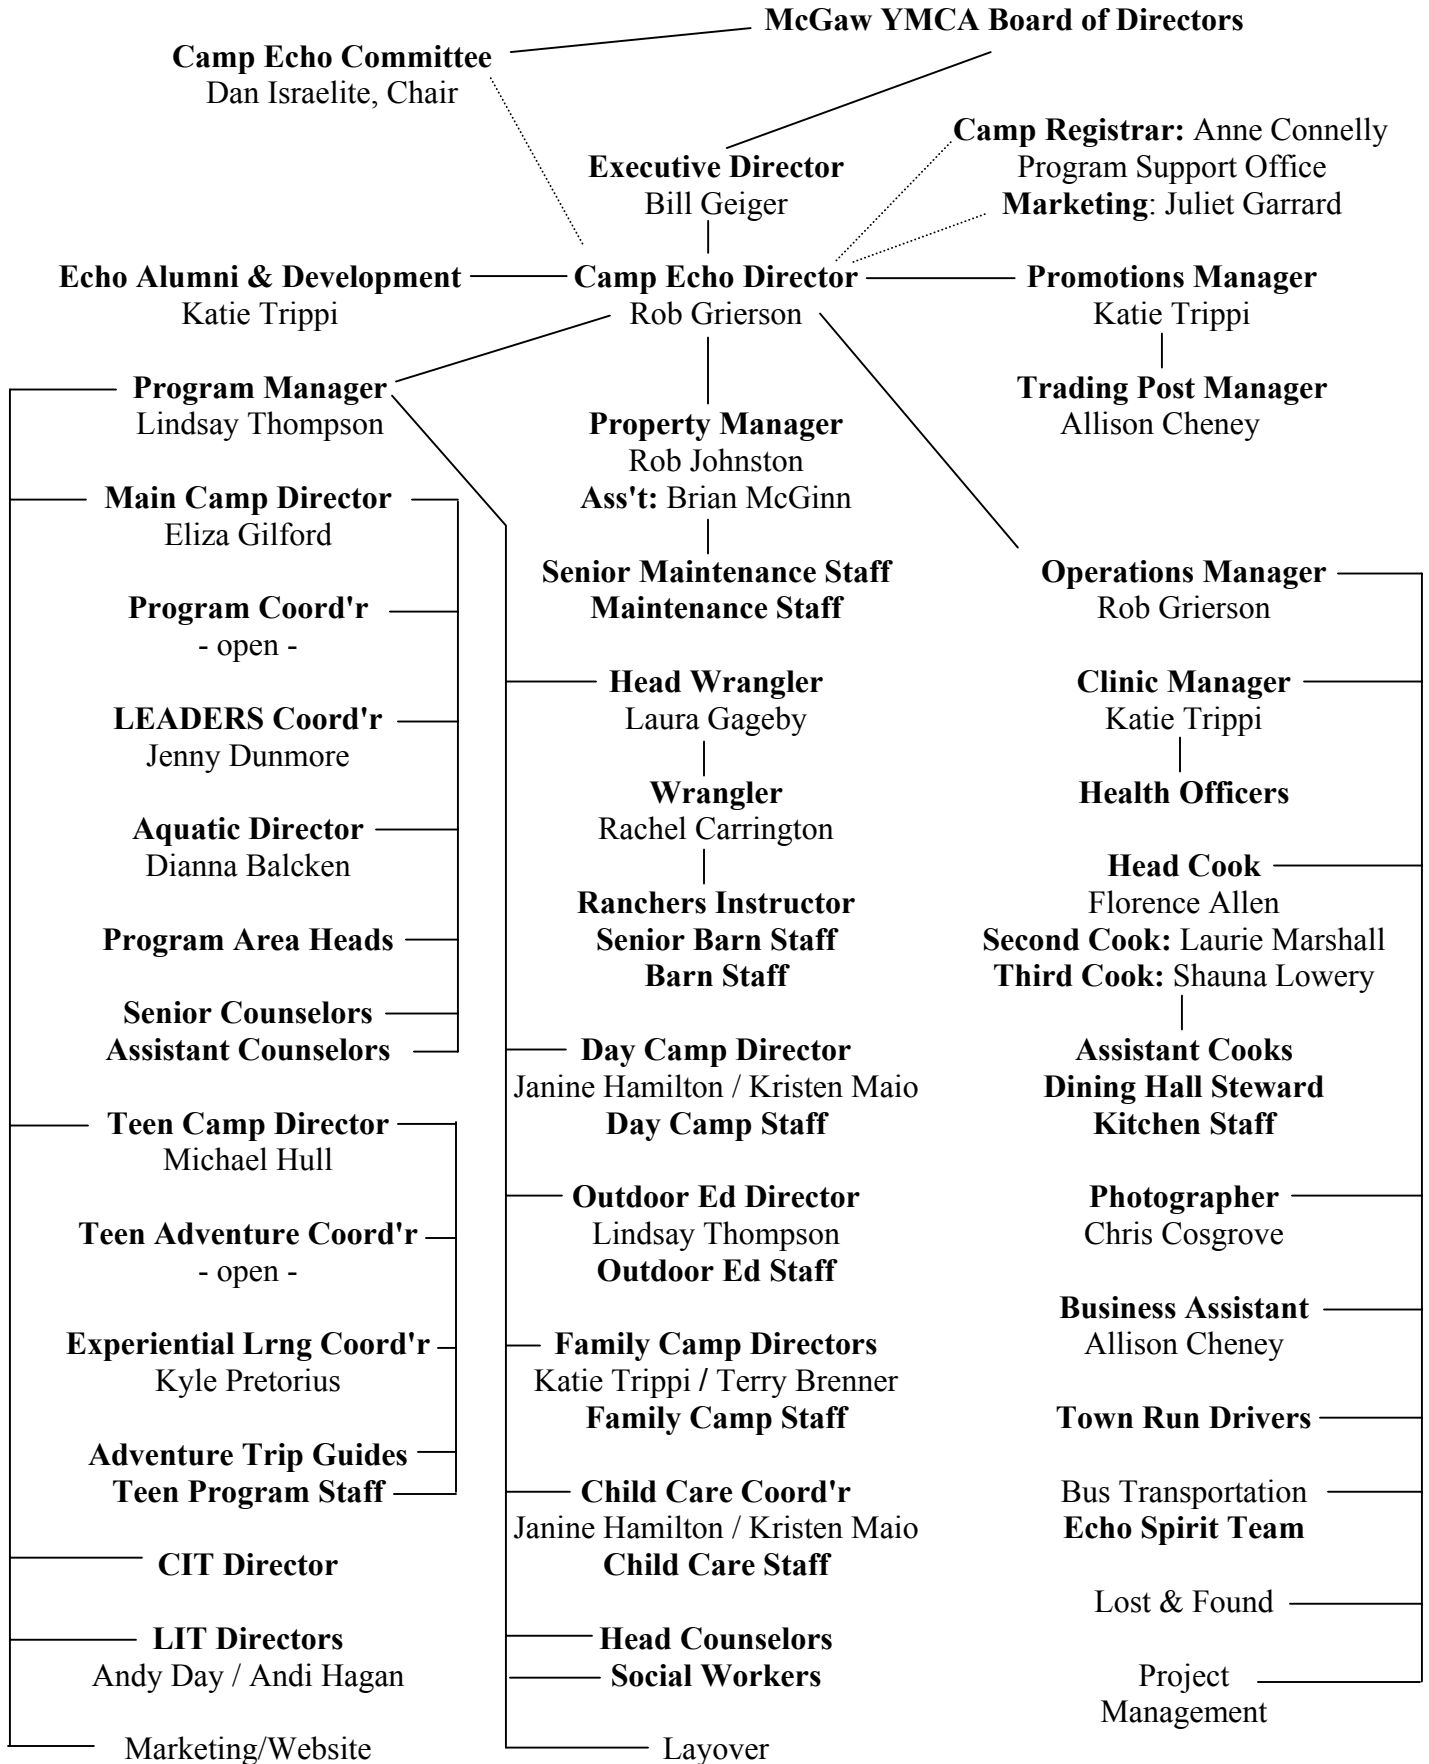 McGaw YMCA Board of Directors
Camp Echo Committee
Dan Israelite, Chair
Camp Registrar: Anne Connelly
Program Support Office
Marketing: Juliet Garrard
Executive Director
Bill Geiger
Echo Alumni & Development
Katie Trippi
Camp Echo Director
Rob Grierson
Promotions Manager
Katie Trippi
Trading Post Manager
Allison Cheney
Program Manager
Lindsay Thompson
Main Camp Director
Eliza Gilford
Program Coord'r
- open -
LEADERS Coord'r
Jenny Dunmore
Aquatic Director
Dianna Balcken
Program Area Heads
Senior Counselors
Assistant Counselors
Teen Camp Director
Michael Hull
Teen Adventure Coord'r
- open -
Experiential Lrng Coord'r
Kyle Pretorius
Adventure Trip Guides
Teen Program Staff
CIT Director
LIT Directors
Andy Day / Andi Hagan
Marketing/Website
Property Manager
Rob Johnston
Ass't: Brian McGinn
Senior Maintenance Staff
Maintenance Staff
Head Wrangler
Laura Gageby
Wrangler
Rachel Carrington
Ranchers Instructor
Senior Barn Staff
Barn Staff
Day Camp Director
Janine Hamilton / Kristen Maio
Day Camp Staff
Outdoor Ed Director
Lindsay Thompson
Outdoor Ed Staff
Family Camp Directors
Katie Trippi / Terry Brenner
Family Camp Staff
Child Care Coord'r
Janine Hamilton / Kristen Maio
Child Care Staff
Head Counselors
Social Workers
Layover
Operations Manager
Rob Grierson
Clinic Manager
Katie Trippi
Health Officers
Head Cook
Florence Allen
Second Cook: Laurie Marshall
Third Cook: Shauna Lowery
Assistant Cooks
Dining Hall Steward
Kitchen Staff
Photographer
Chris Cosgrove
Business Assistant
Allison Cheney
Town Run Drivers
Bus Transportation
Echo Spirit Team
Lost & Found
Project
Management